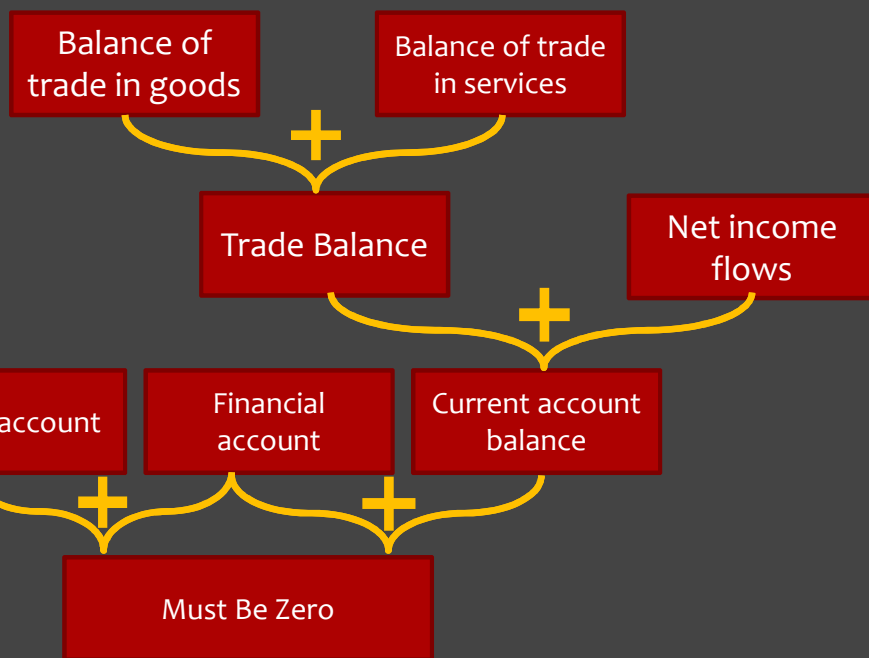 Balance of
trade in goods
Balance of trade
in services
Trade Balance
Net income
flows
account
Financial
account
Current account
balance
Must Be Zero